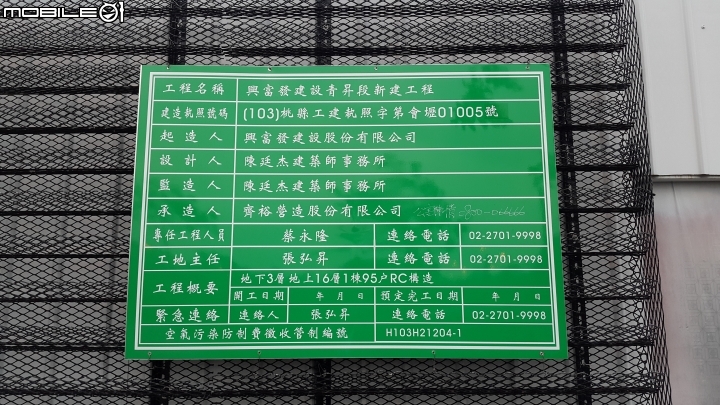 MOBILE01
工程名稱 興富發建設青昇段新建工程
建造執照號碼 (103)桃縣工建執照字第會壢01005號
起造人 興富發建設股份有限公司
設計人 陳廷杰建築師事務所
監造人 陳廷杰建築師事務所
承造人 齊裕營造股份有限公司
專任工程人員 蔡永隆 連絡電話 02-2701-9998
工地主任 張弘昇 連絡電話 02-2701-9998
工程概要 地下3層地上16層1棟95户RC構造
開工日期 年 月 日 預定完工日期 年 月 日
緊急連絡 連絡人 張弘昇 連絡電話 02-2701-9998
空氣污染防制費徵收管制編號 H103H21204-1